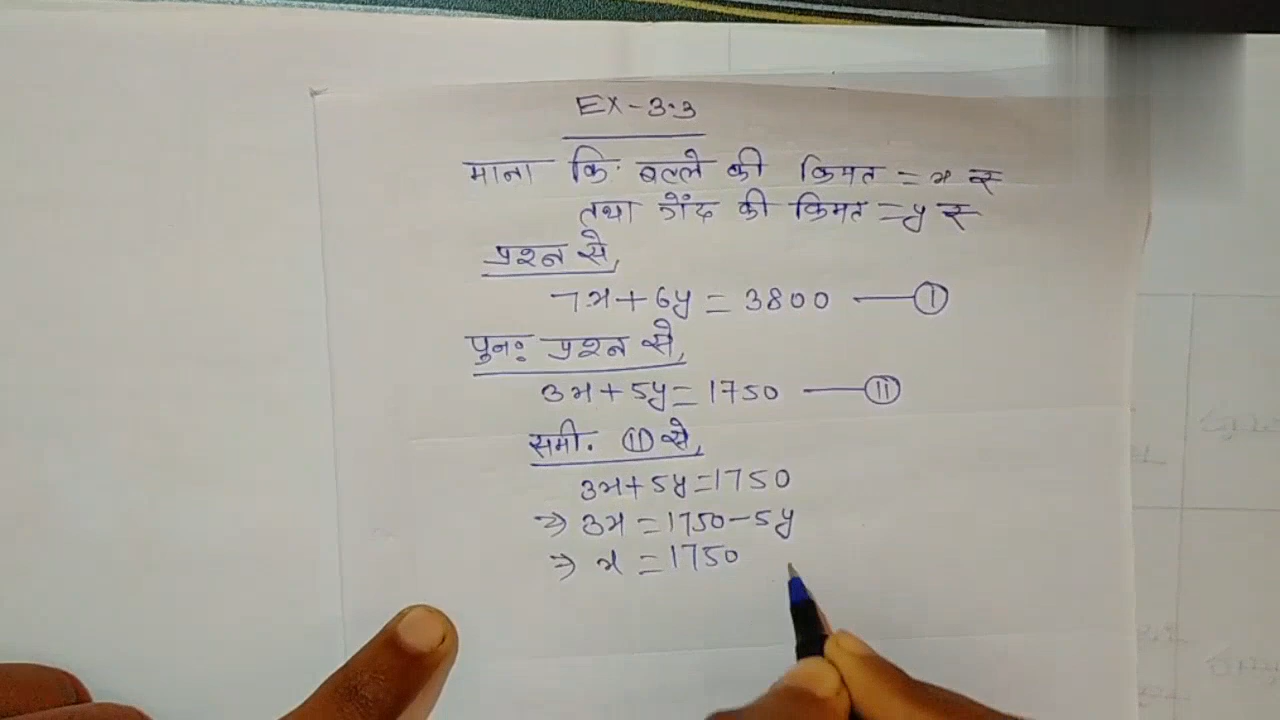 EX-3.3
माना कि बल्ले की किमत = x रु
तथा गेंद की किमत = y रु
प्रश्न से,
7x + 6y = 3800 — (I)
पुनः प्रश्न से,
3x + 5y = 1750 — (II)
समी. (II) से,
3x + 5y = 1750
⇒ 3x = 1750 - 5y
⇒ x = 1750